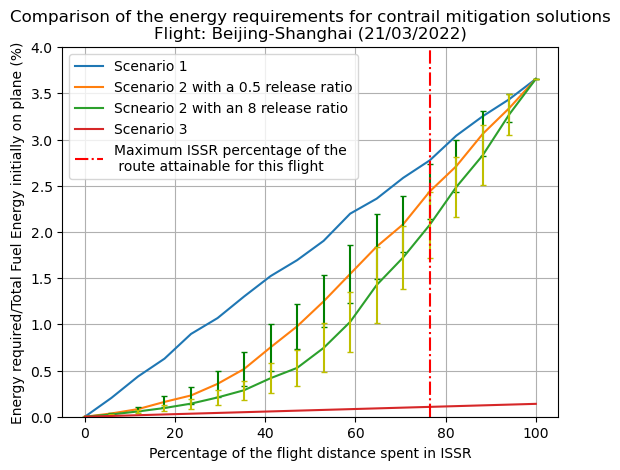 Comparison of the energy requirements for contrail mitigation solutions
Flight: Beijing-Shanghai (21/03/2022)
Energy required/Total Fuel Energy initially on plane (%)
4.0
3.5
3.0
2.5
2.0
1.5
1.0
0.5
0.0
Scenario 1
Scenario 2 with a 0.5 release ratio
Scneario 2 with an 8 release ratio
Scenario 3
Maximum ISSR percentage of the
route attainable for this flight
0 20 40 60 80 100
Percentage of the flight distance spent in ISSR